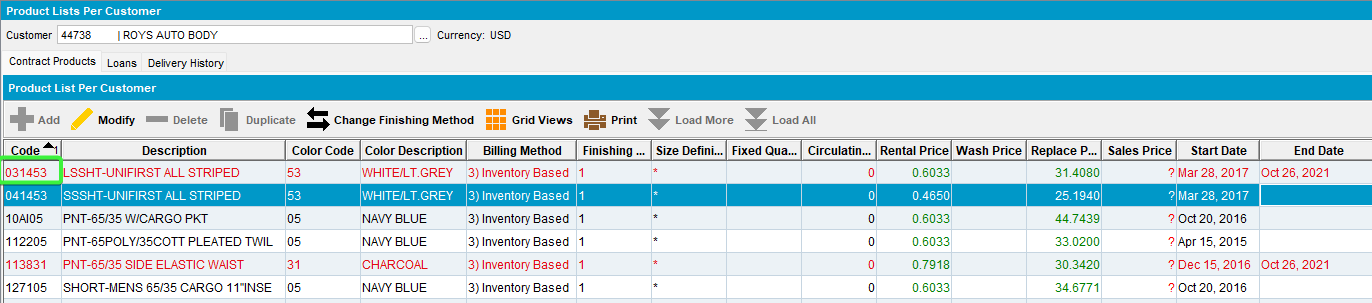 Product Lists Per Customer
Customer 44738 | ROYS AUTO BODY ... Currency: USD
Contract Products Loans Delivery History
Product List Per Customer
Add Modify Delete Duplicate Change Finishing Method Grid Views Print Load More Load All
Code 1 Description Color Code Color Description Billing Method Finishing ... Size Defini... Fixed Qua... Circulatin... Rental Price Wash Price Replace P... Sales Price Start Date End Date
031453 LSSHT-UNIFIRST ALL STRIPED 53 WHITE/LT.GREY 3) Inventory Based 1 * 0 0.6033 31.4080 ? Mar 28, 2017 Oct 26, 2021
041453 SSSHT-UNIFIRST ALL STRIPED 53 WHITE/LT.GREY 3) Inventory Based 1 * 0 0.4650 25.1940 ? Mar 28, 2017
10AI05 PNT-65/35 W/CARGO PKT 05 NAVY BLUE 3) Inventory Based 1 * 0 0.6033 44.7439 ? Oct 20, 2016
112205 PNT-65POLY/35COTT PLEATED TWIL 05 NAVY BLUE 3) Inventory Based 1 * 0 0.6033 33.0200 ? Apr 15, 2015
113831 PNT-65/35 SIDE ELASTIC WAIST 31 CHARCOAL 3) Inventory Based 1 * 0 0.7918 30.3420 ? Dec 15, 2016 Oct 26, 2021
127105 SHORT-MENS 65/35 CARGO 11"INSE 05 NAVY BLUE 3) Inventory Based 1 * 0 0.6033 34.6771 ? Oct 20, 2016